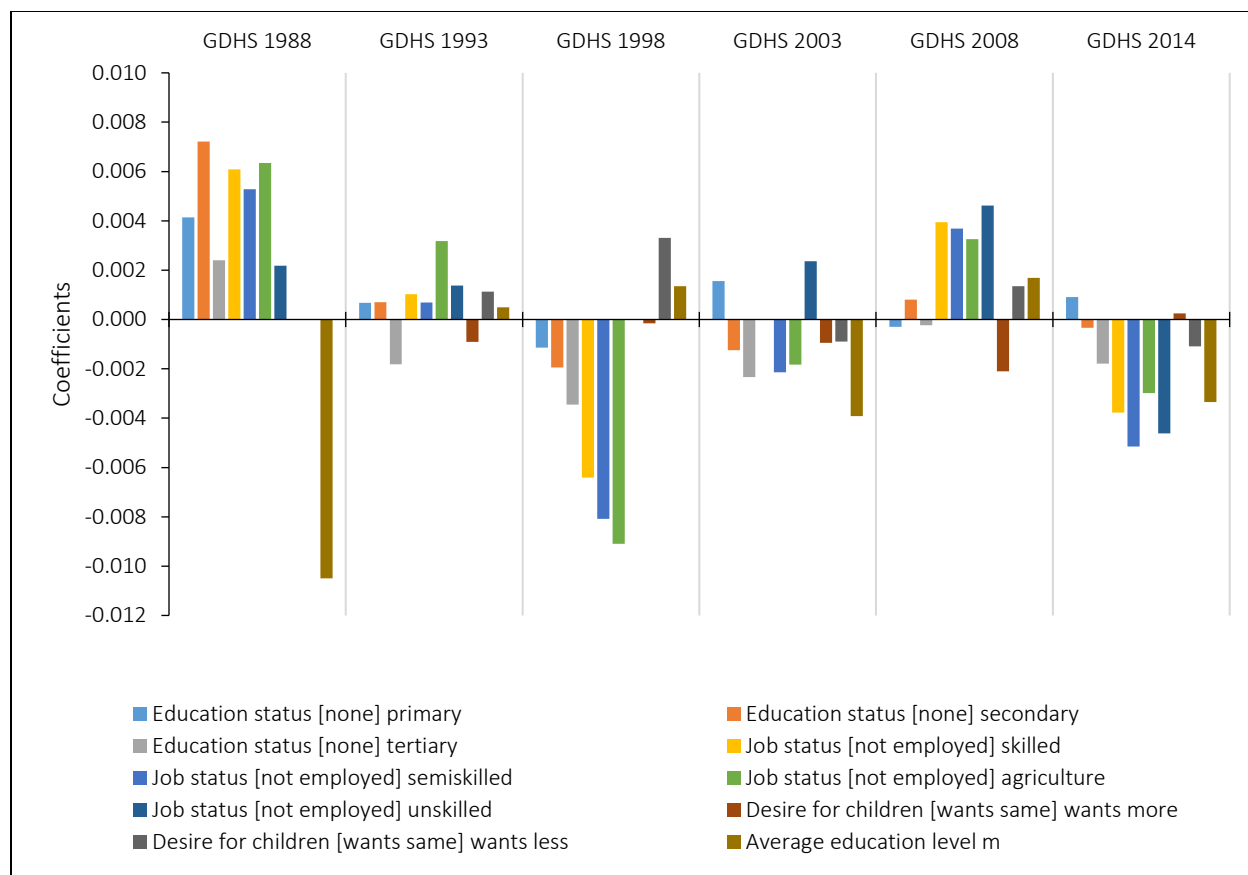 GDHS 1988 GDHS 1993 GDHS 1998 GDHS 2003 GDHS 2008 GDHS 2014
0.010
0.008
0.006
0.004
0.002
0.000
-0.002
-0.004
-0.006
-0.008
-0.010
-0.012
Coefficients
Education status [none] primary
Education status [none] secondary
Education status [none] tertiary
Job status [not employed] skilled
Job status [not employed] semiskilled
Job status [not employed] agriculture
Job status [not employed] unskilled
Desire for children [wants same] wants more
Desire for children [wants same] wants less
Average education level m